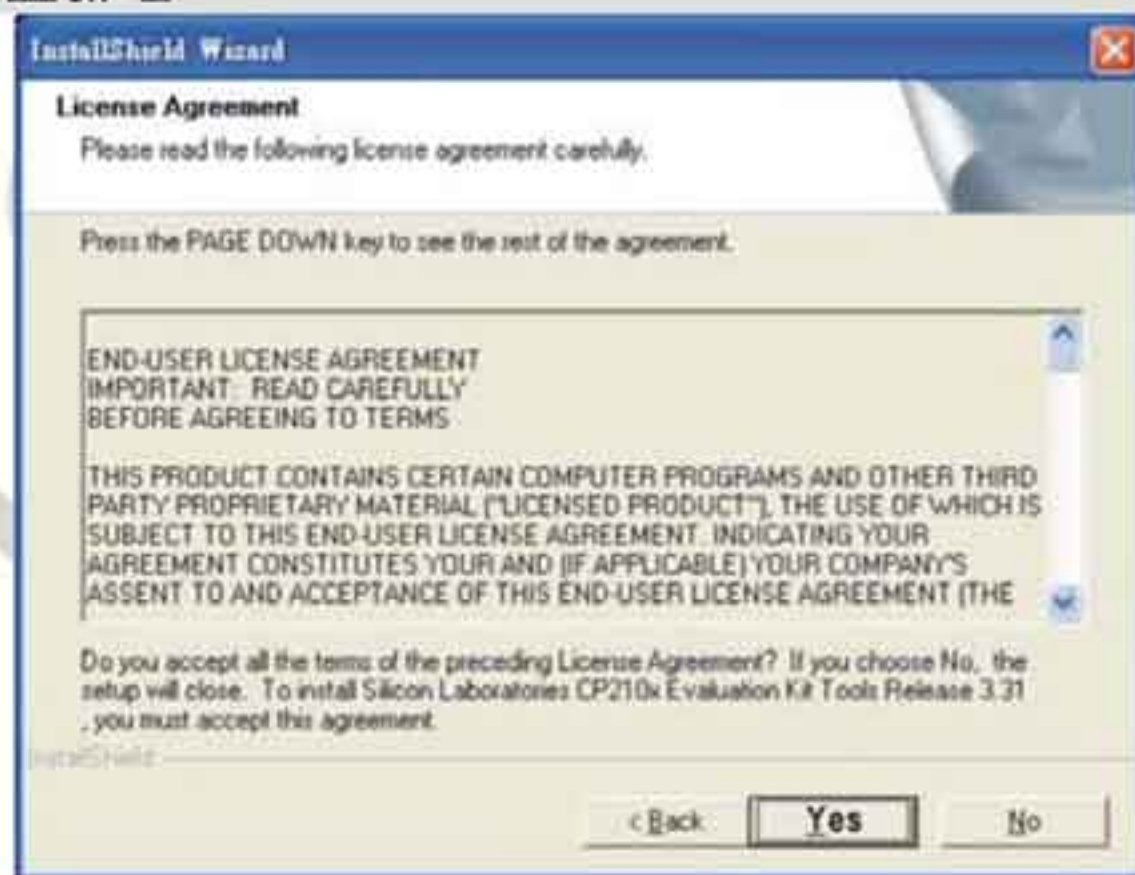 InstallShield Wizard
License Agreement
Please read the following license agreement carefully.
Press the PAGE DOWN key to see the rest of the agreement.
END-USER LICENSE AGREEMENT
IMPORTANT: READ CAREFULLY
BEFORE AGREEING TO TERMS
THIS PRODUCT CONTAINS CERTAIN COMPUTER PROGRAMS AND OTHER THIRD
PARTY PROPRIETARY MATERIAL ("LICENSED PRODUCT"), THE USE OF WHICH IS
SUBJECT TO THIS END-USER LICENSE AGREEMENT. INDICATING YOUR
AGREEMENT CONSTITUTES YOUR AND (IF APPLICABLE) YOUR COMPANY'S
ASSENT TO AND ACCEPTANCE OF THIS END-USER LICENSE AGREEMENT (THE
Do you accept all the terms of the preceding License Agreement? If you choose No, the
setup will close. To install Silicon Laboratories CP210x Evaluation Kit Tools Release 3.31
, you must accept this agreement.
InstallShield
< Back
Yes
No